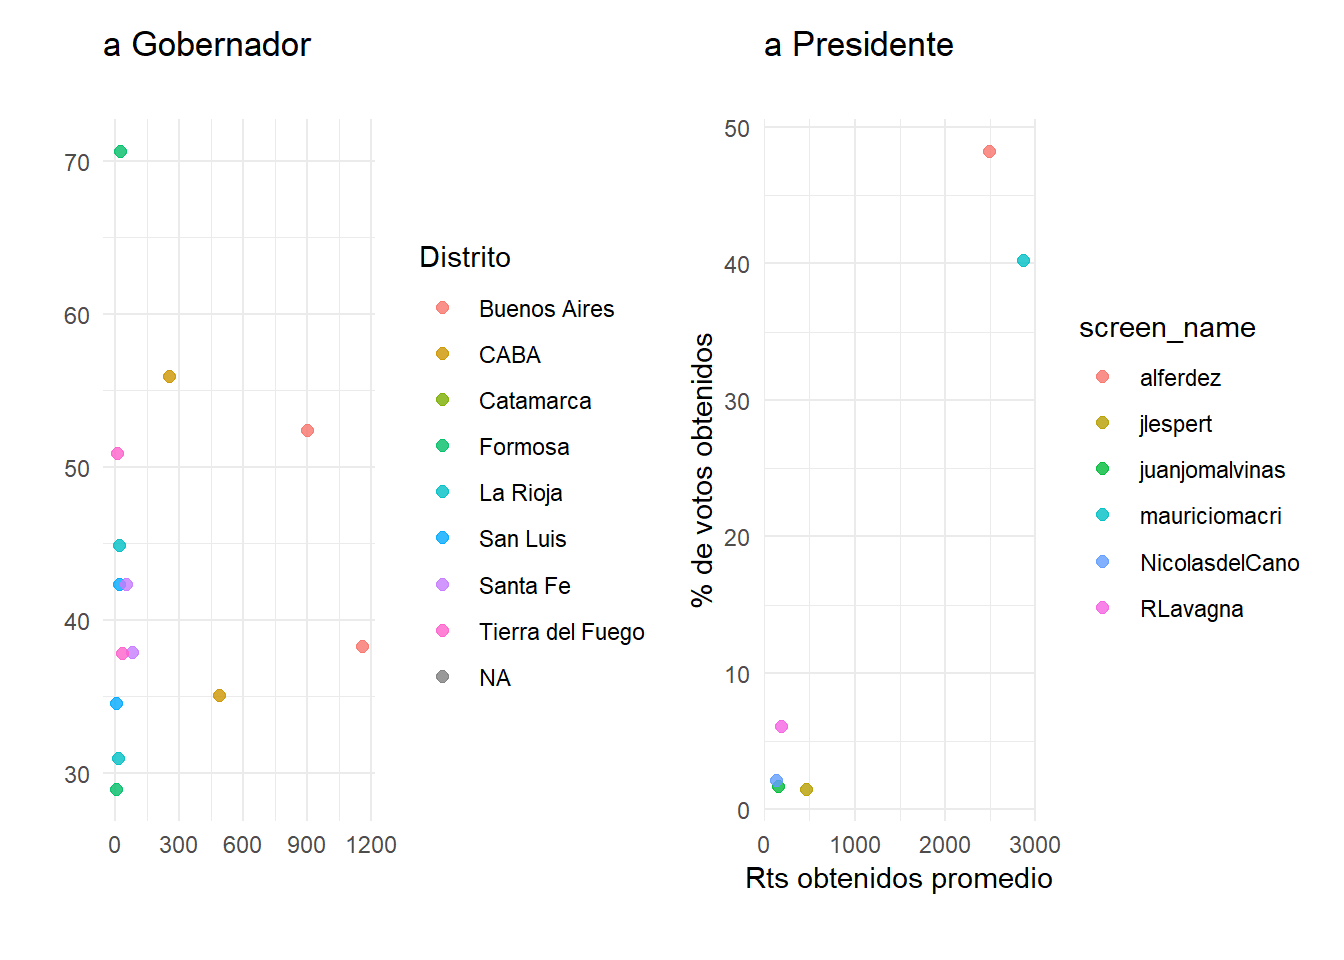 a Gobernador
70
60
50
40
30
0 300 600 900 1200
Distrito
Buenos Aires
CABA
Catamarca
Formosa
La Rioja
San Luis
Santa Fe
Tierra del Fuego
NA
a Presidente
% de votos obtenidos
50
40
30
20
10
0
0 1000 2000 3000
Rts obtenidos promedio
screen_name
alferdez
jlespert
juanjomalvinas
mauriciomacri
NicolasdelCano
RLavagna